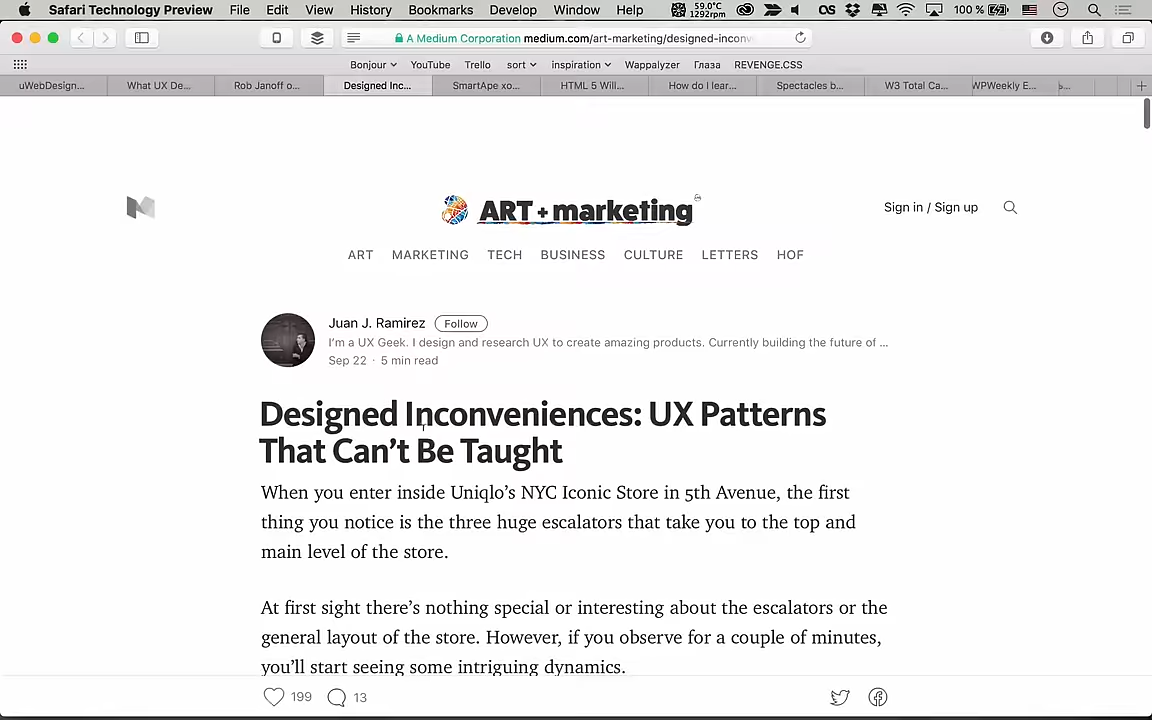 Safari Technology Preview File Edit View History Bookmarks Develop Window Help 59.0°C 1292rpm 100 %
A Medium Corporation medium.com/art-marketing/designed-inconv
Bonjour YouTube Trello sort inspiration Wappalyzer Глаза REVENGE.CSS
uWebDesign... What UX De... Rob Janoff o... Designed Inc... SmartApe хо... HTML 5 Will... How do I lear... Spectacles b... W3 Total Ca... WPWeekly E...
ART + marketing
Sign in / Sign up
ART MARKETING TECH BUSINESS CULTURE LETTERS HOF
Juan J. Ramirez Follow
I'm a UX Geek. I design and research UX to create amazing products. Currently building the future of ...
Sep 22 · 5 min read
Designed Inconveniences: UX Patterns
That Can't Be Taught
When you enter inside Uniqlo's NYC Iconic Store in 5th Avenue, the first
thing you notice is the three huge escalators that take you to the top and
main level of the store.
At first sight there's nothing special or interesting about the escalators or the
general layout of the store. However, if you observe for a couple of minutes,
you'll start seeing some intriguing dynamics.
199 13